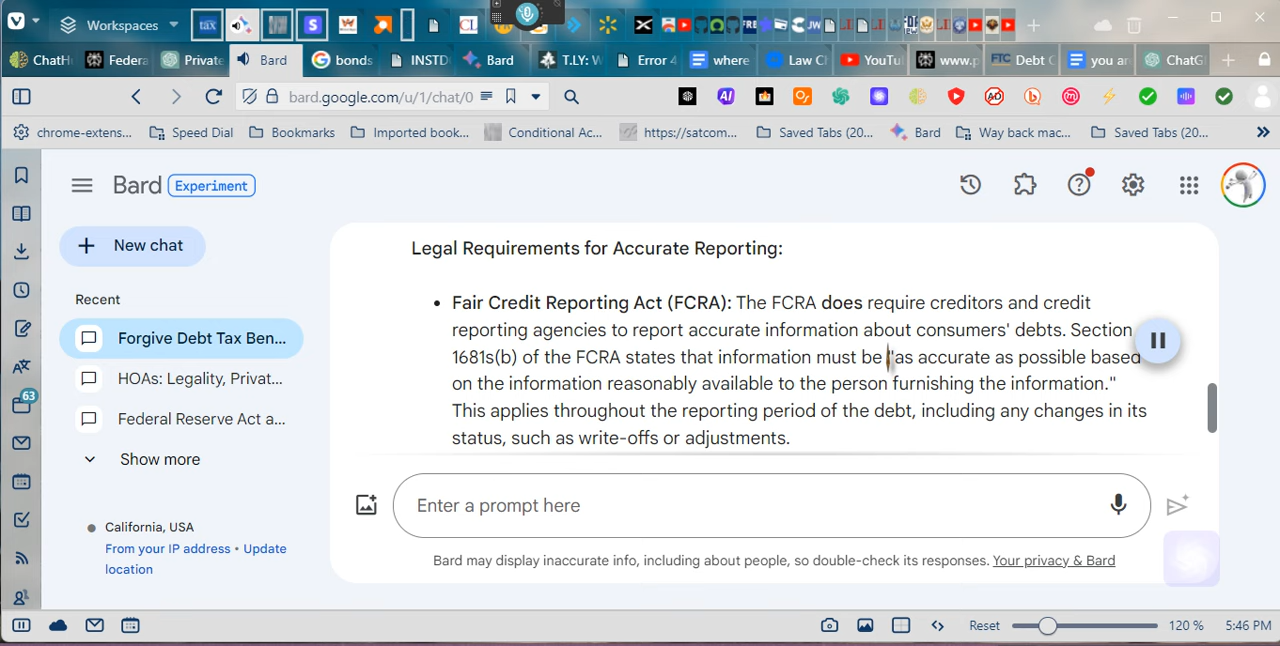 Workspaces
tax
S
CL
FRE
JW
ChatH
Federa
Private
Bard
bond
INSTD
Bard
T.LY: W
Error 4
where
Law Cl
YouTu
www.p
FTC
Debt C
you ar
ChatG
bard.google.com/u/1/chat/0
AI
chrome-extens...
Speed Dial
Bookmarks
Imported book...
Conditional Ac...
https://satcom...
Saved Tabs (20...
Bard
Way back mac...
Saved Tabs (20...
Bard
Experiment
New chat
Recent
Forgive Debt Tax Ben...
HOAs: Legality, Privat...
Federal Reserve Act a...
Show more
California, USA
From your IP address • Update
location
63
Legal Requirements for Accurate Reporting:
• Fair Credit Reporting Act (FCRA): The FCRA does require creditors and credit
reporting agencies to report accurate information about consumers' debts. Section
1681s(b) of the FCRA states that information must be "as accurate as possible based
on the information reasonably available to the person furnishing the information."
This applies throughout the reporting period of the debt, including any changes in its
status, such as write-offs or adjustments.
Enter a prompt here
Bard may display inaccurate info, including about people, so double-check its responses. Your privacy & Bard
Reset
120 %
5:46 PM